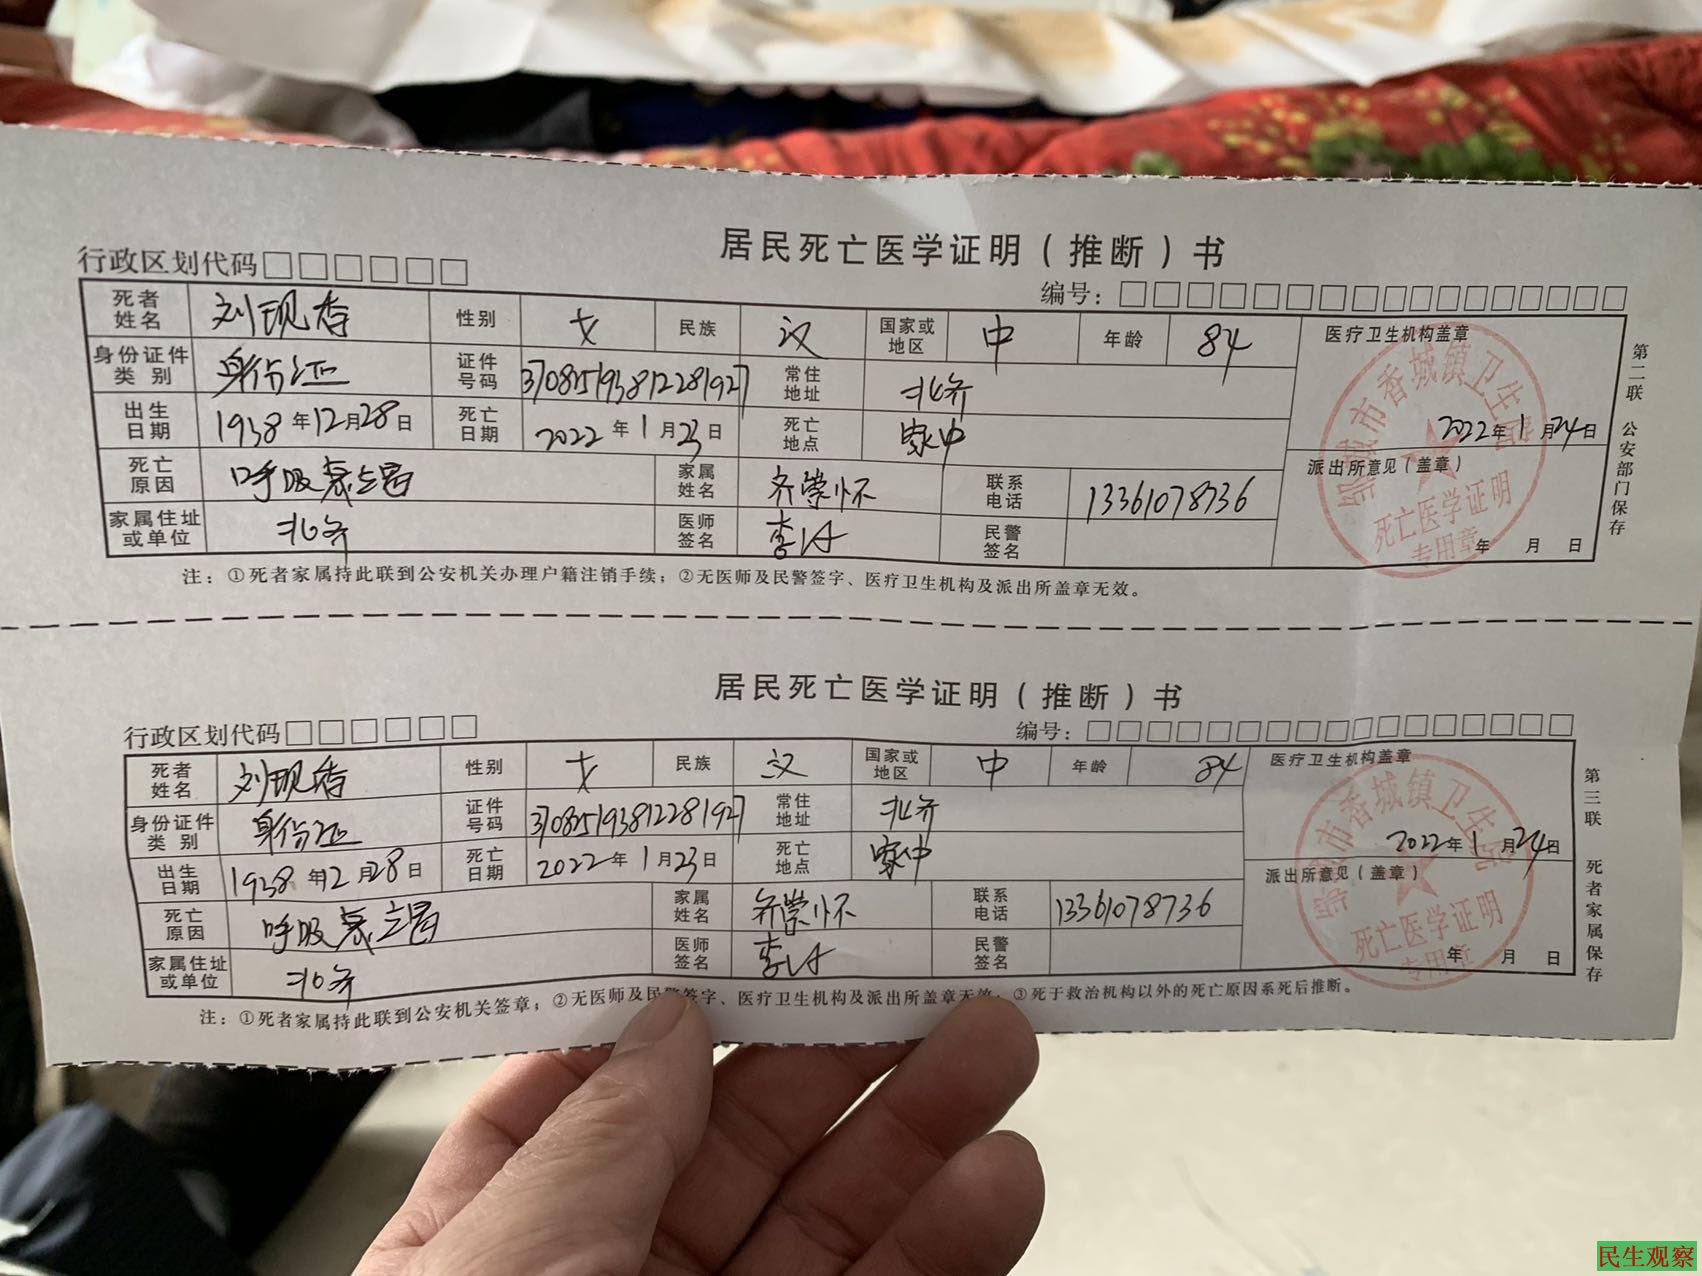 居民死亡医学证明（推断）书
行政区划代码□□□□□□
编号：□□□□□□□□□□□□□□□□
死者姓名 刘现香 性别 女 民族 汉 国家或地区 中 年龄 84 医疗卫生机构盖章
身份证件类别 身份证 证件号码 370825193812281927 常住地址 北齐
出生日期 1938年12月28日 死亡日期 2022年1月23日 死亡地点 家中 2022年1月24日
死亡原因 呼吸衰竭 家属姓名 齐崇怀 联系电话 13361078736 派出所意见（盖章）
家属住址或单位 北齐 医师签名 李 民警签名 年 月 日
市香城镇卫生院
死亡医学证明
专用章
第二联 公安部门保存
注：①死者家属持此联到公安机关办理户籍注销手续；②无医师及民警签字、医疗卫生机构及派出所盖章无效。
居民死亡医学证明（推断）书
行政区划代码□□□□□□
编号：□□□□□□□□□□□□□□□□
死者姓名 刘现香 性别 女 民族 汉 国家或地区 中 年龄 84 医疗卫生机构盖章
身份证件类别 身份证 证件号码 370825193812281927 常住地址 北齐
出生日期 1938年12月28日 死亡日期 2022年1月23日 死亡地点 家中 2022年1月24日
死亡原因 呼吸衰竭 家属姓名 齐崇怀 联系电话 13361078736 派出所意见（盖章）
家属住址或单位 北齐 医师签名 李 民警签名 年 月 日
市香城镇卫生院
死亡医学证明
专用章
第三联 死者家属保存
注：①死者家属持此联到公安机关签章；②无医师及民警签字、医疗卫生机构及派出所盖章无效；③死于救治机构以外的死亡原因系死后推断。
民生观察